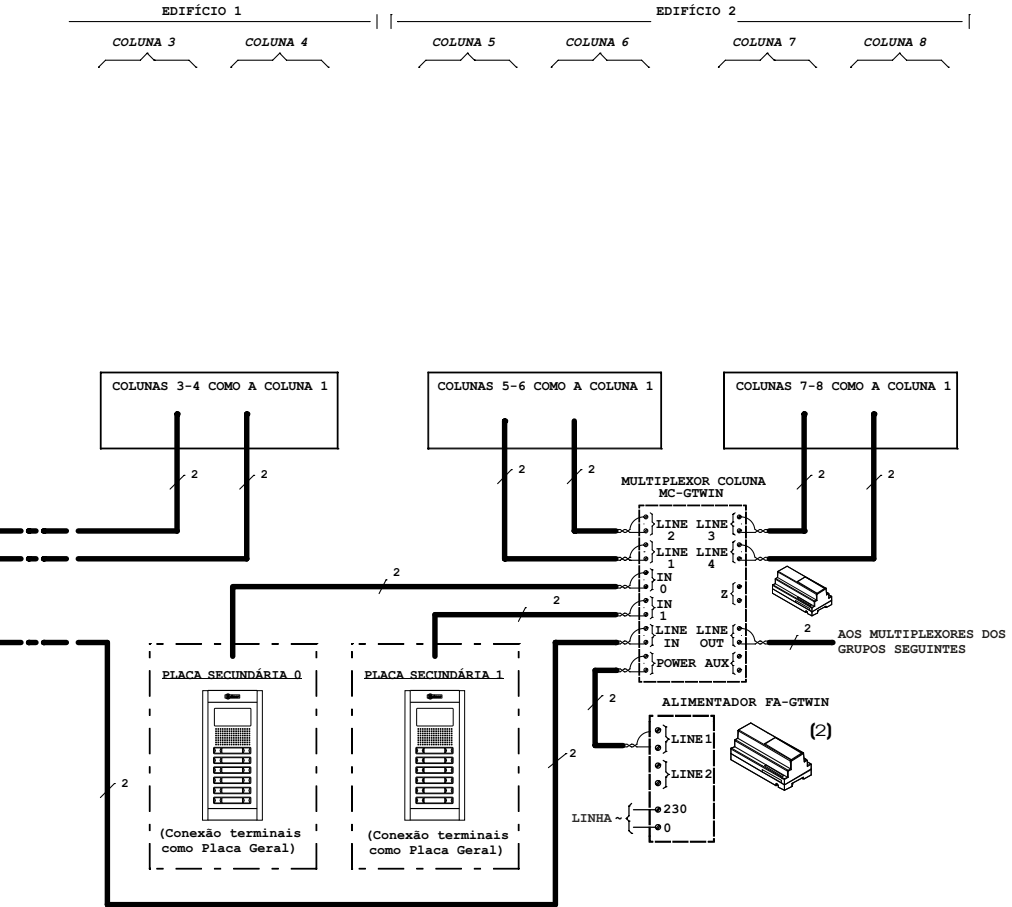 EDIFÍCIO 1
EDIFÍCIO 2
COLUNA 3
COLUNA 4
COLUNA 5
COLUNA 6
COLUNA 7
COLUNA 8
COLUNAS 3-4 COMO A COLUNA 1
COLUNAS 5-6 COMO A COLUNA 1
COLUNAS 7-8 COMO A COLUNA 1
2
2
2
2
2
2
MULTIPLEXOR COLUNA
MC-GTWIN
LINE
2
LINE
3
LINE
1
LINE
4
IN
0
Z
IN
1
LINE
IN
LINE
OUT
POWER
AUX
2
2
2
AOS MULTIPLEXORES DOS
GRUPOS SEGUINTES
PLACA SECUNDÁRIA 0
PLACA SECUNDÁRIA 1
2
ALIMENTADOR FA-GTWIN
(2)
LINE1
LINE2
2
2
LINHA ~
230
0
(Conexão terminais
como Placa Geral)
(Conexão terminais
como Placa Geral)